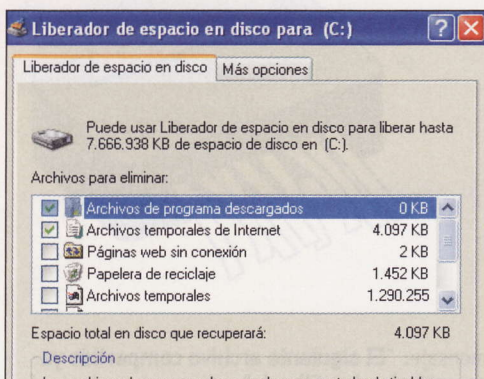 Liberador de espacio en disco para (C:)
Liberador de espacio en disco
Más opciones
Puede usar Liberador de espacio en disco para liberar hasta
7.666.938 KB de espacio de disco en (C:).
Archivos para eliminar:
Archivos de programa descargados 0 KB
Archivos temporales de Internet 4.097 KB
Páginas web sin conexión 2 KB
Papelera de reciclaje 1.452 KB
Archivos temporales 1.290.255
Espacio total en disco que recuperará: 4.097 KB
Descripción